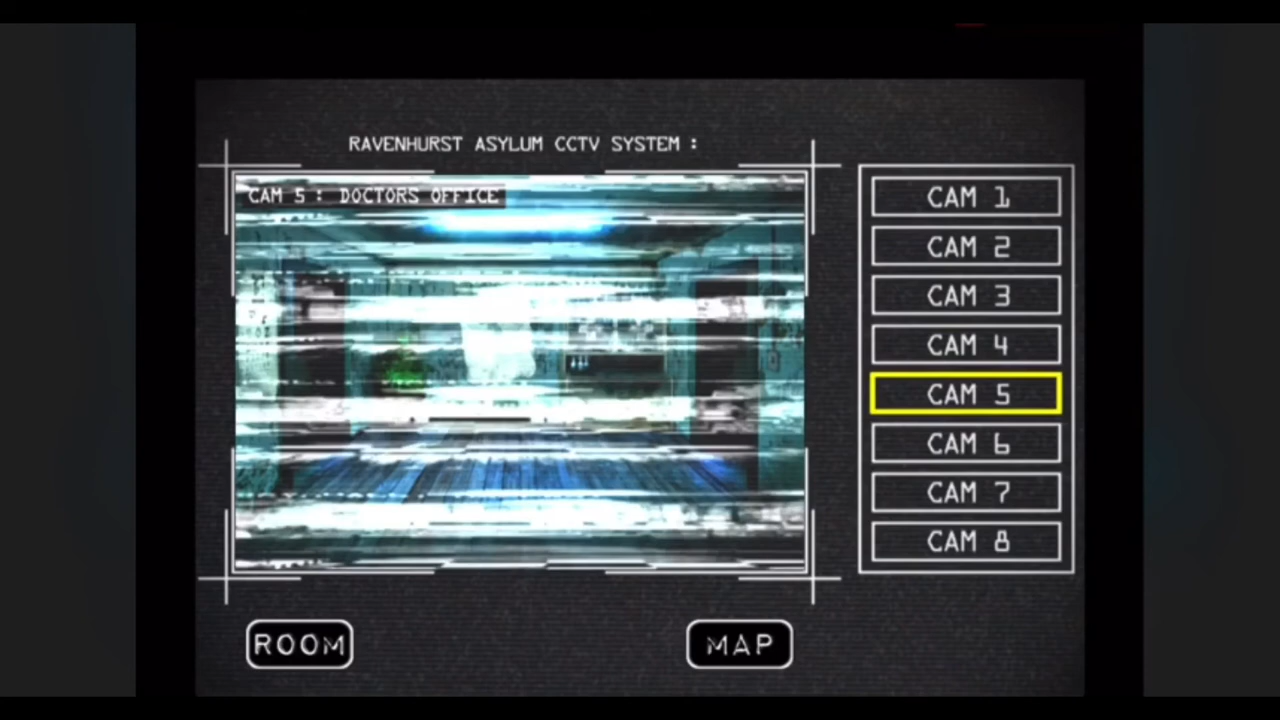 RAVENHURST ASYLUM CCTV SYSTEM :
CAM 5 : DOCTORS OFFICE
CAM 1
CAM 2
CAM 3
CAM 4
CAM 5
CAM 6
CAM 7
CAM 8
ROOM
MAP